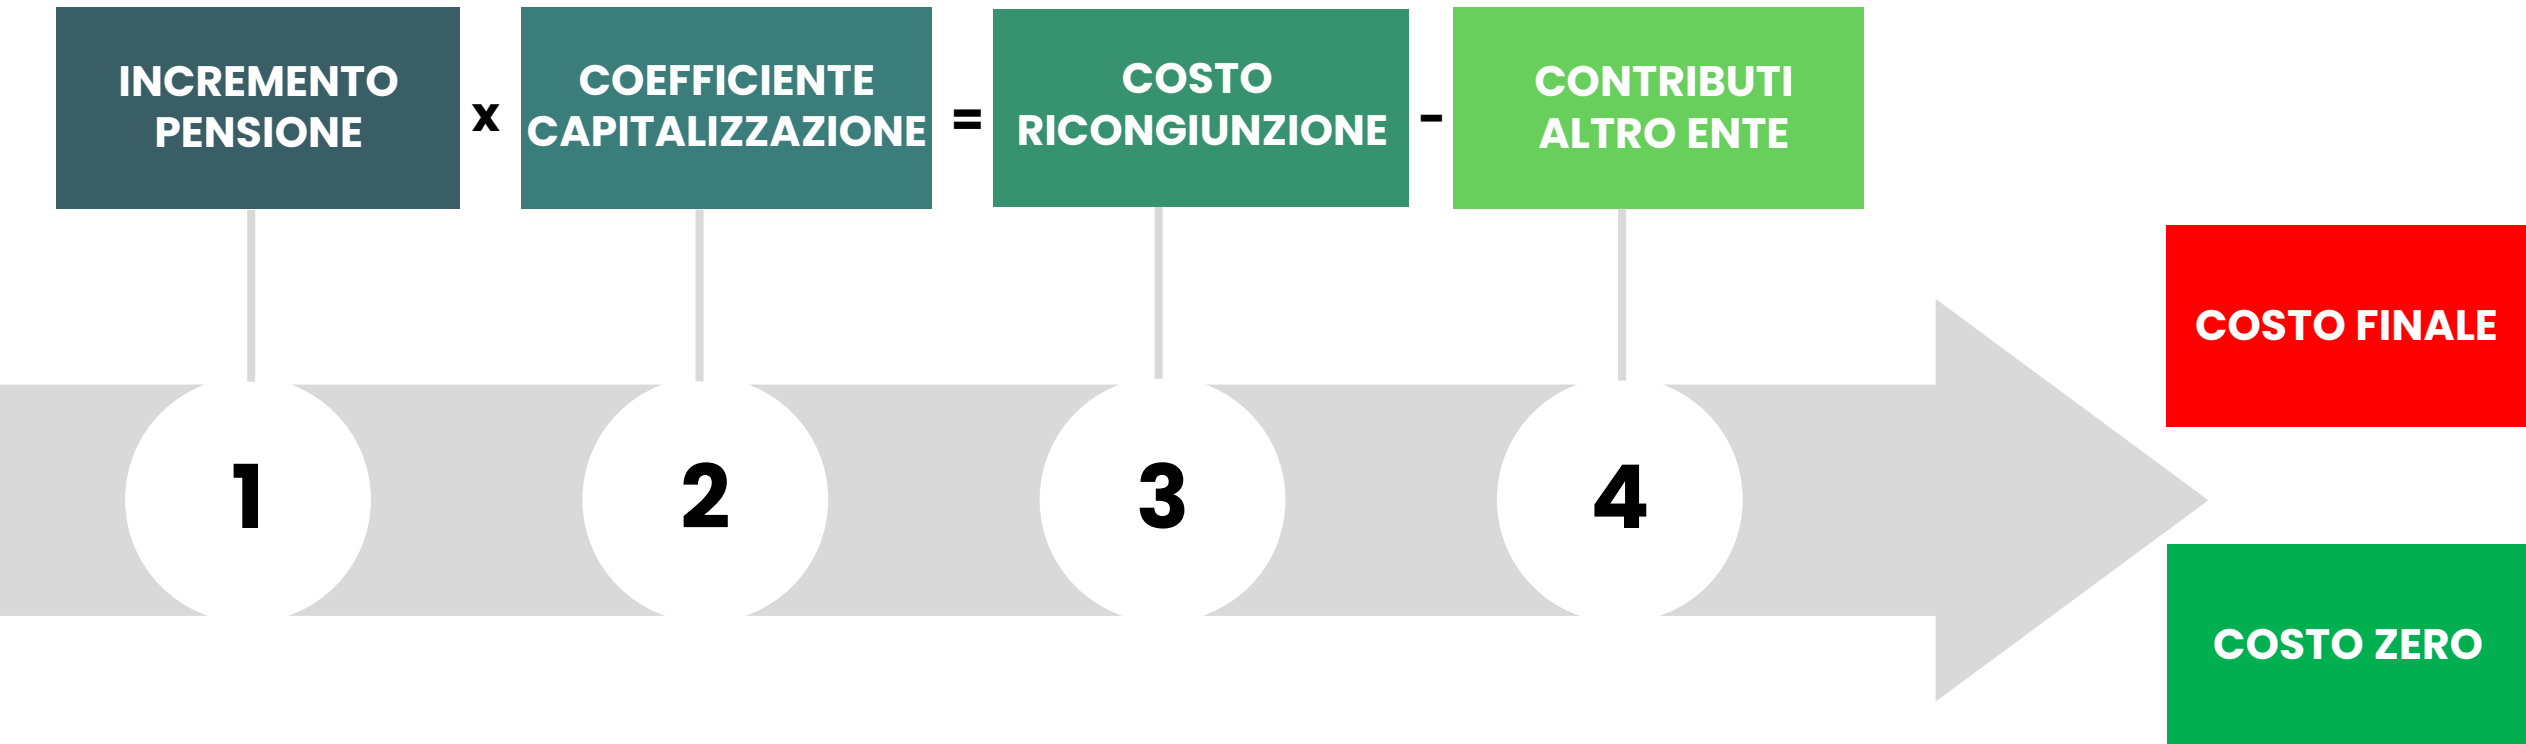 INCREMENTO
PENSIONE
x
COEFFICIENTE
CAPITALIZZAZIONE
=
COSTO
RICONGIUNZIONE
-
CONTRIBUTI
ALTRO ENTE
COSTO FINALE
1
2
3
4
COSTO ZERO